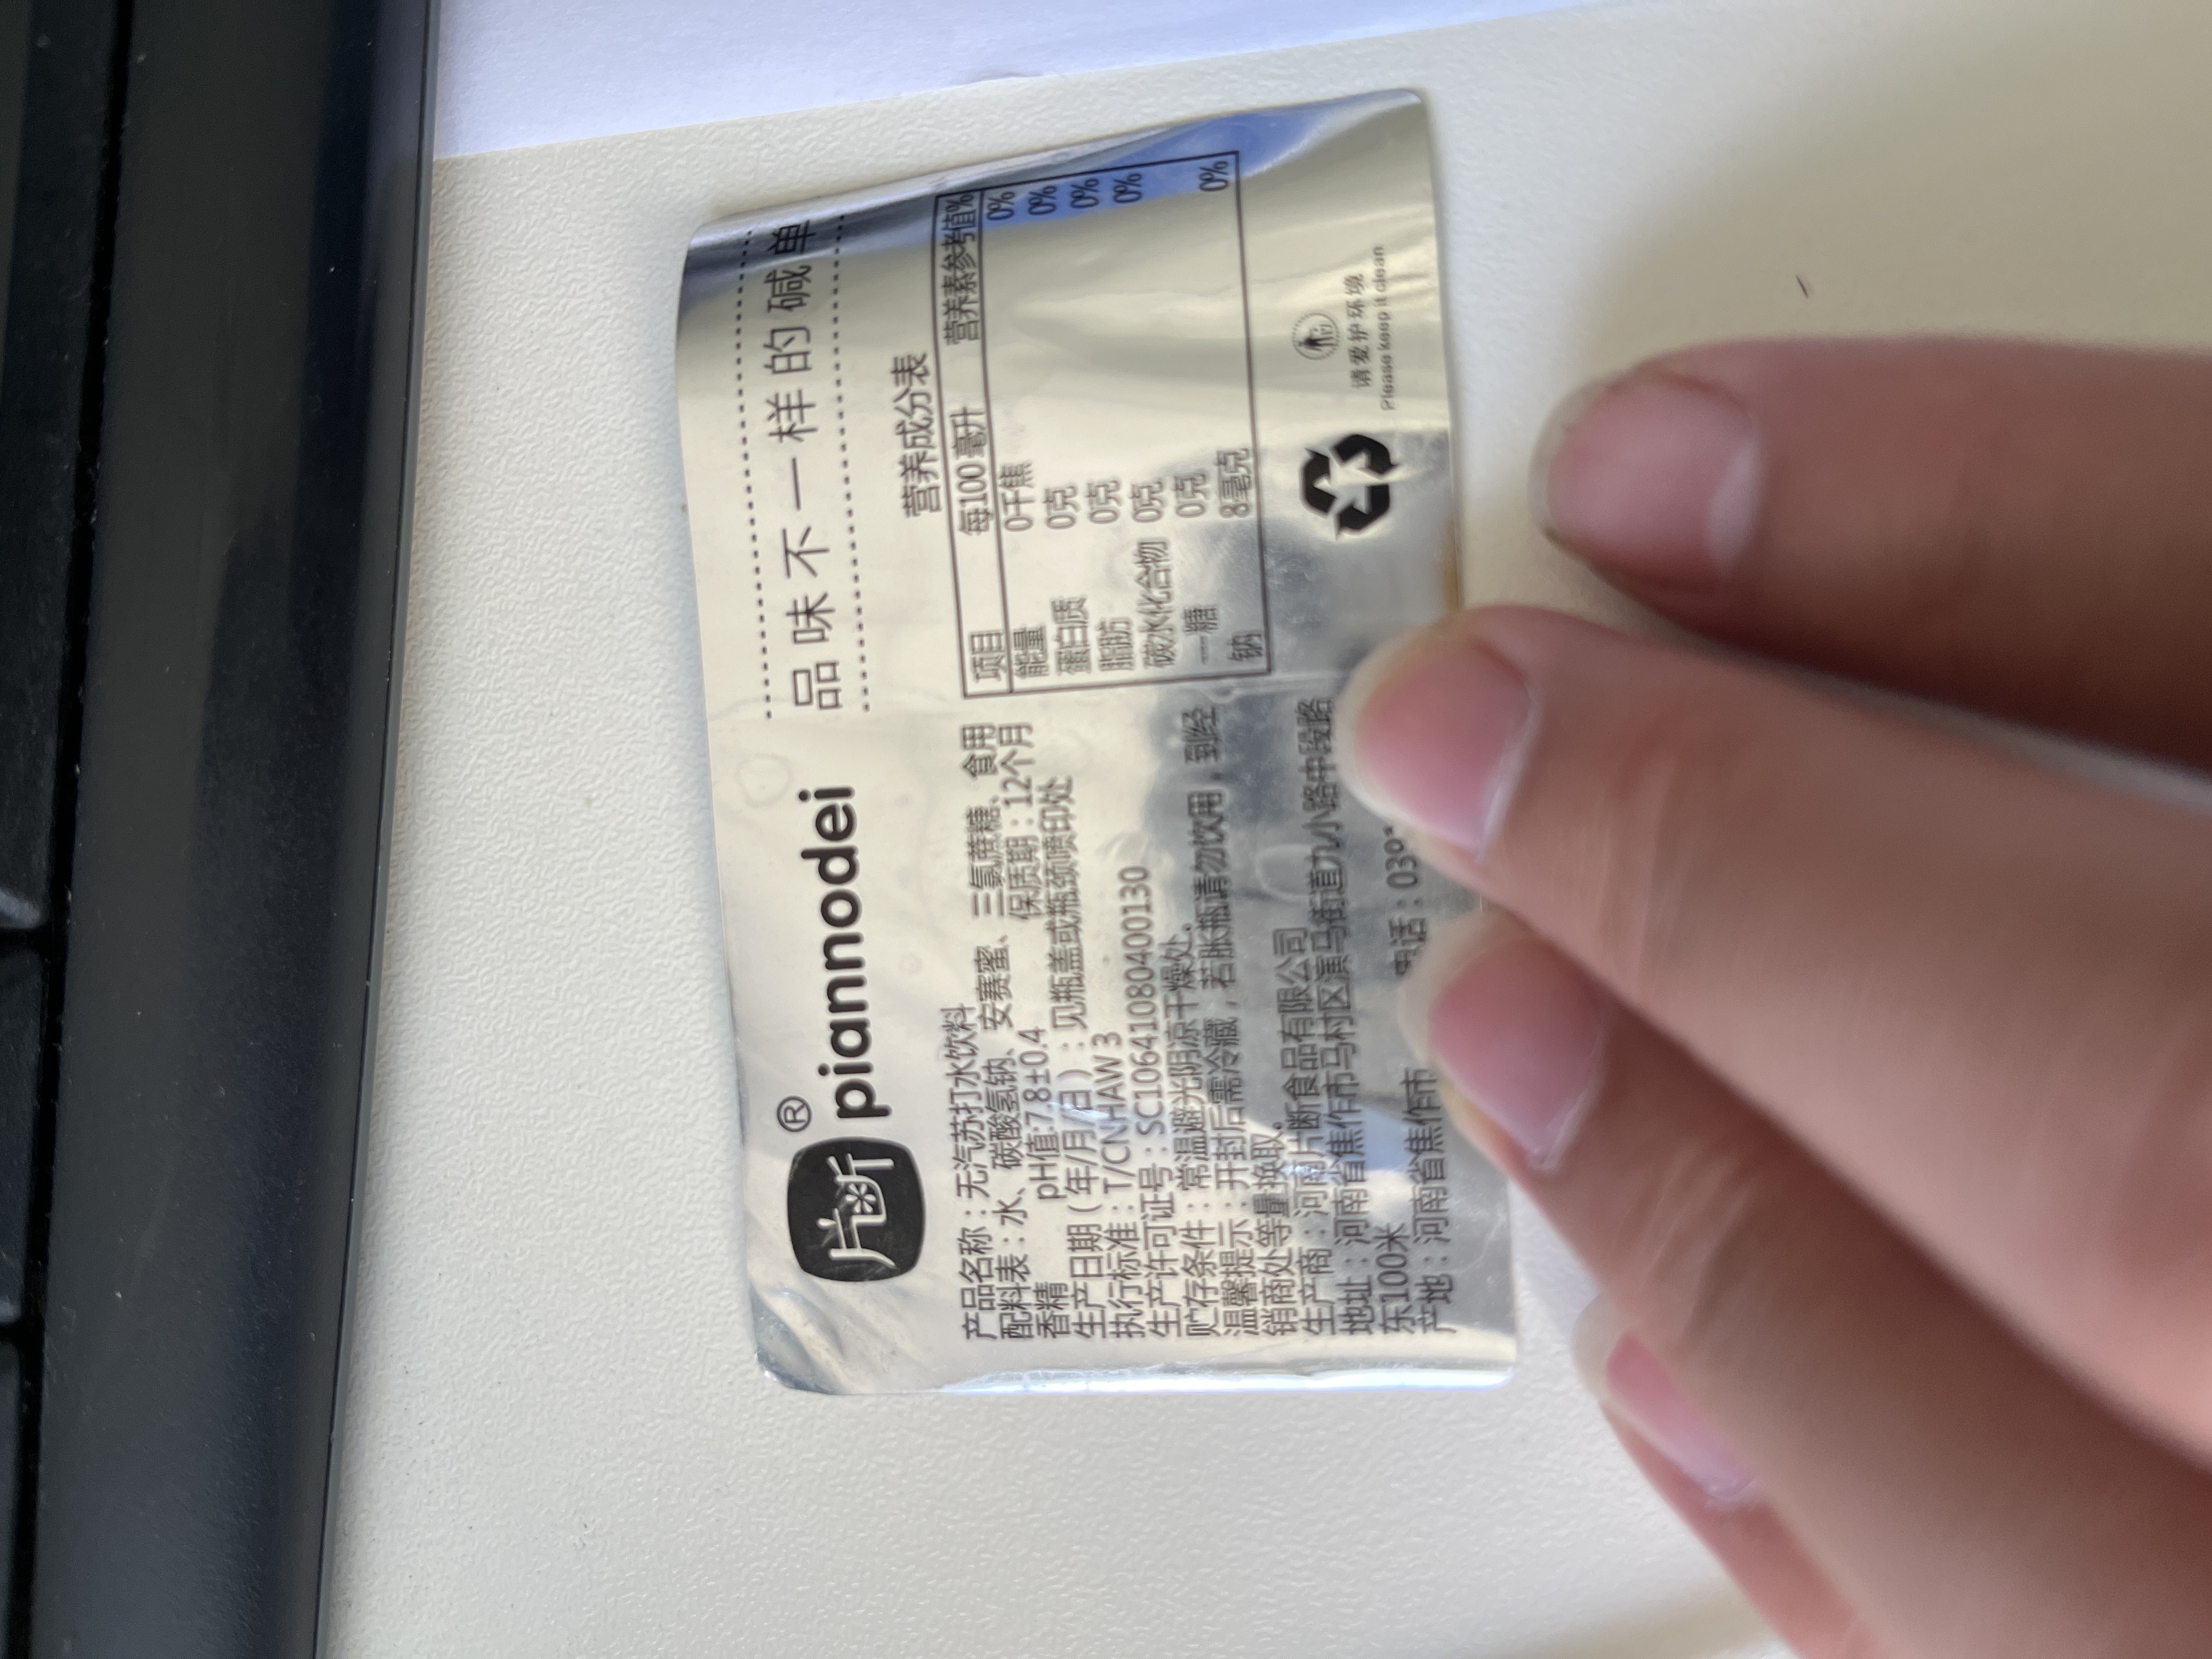 片断® piannodei
品味不一样的碱单
产品名称：无汽苏打水饮料
配料表：水、碳酸氢钠、安赛蜜、三氯蔗糖、食用
香精 pH值:7.8±0.4 保质期：12个月
生产日期（年/月/日）：见瓶盖或瓶颈喷印处
执行标准：T/CNHAW 3
生产许可证号：SC10641080400130
贮存条件：常温避光阴凉干燥处。
温馨提示：开封后需冷藏，若胀瓶请勿饮用，到经
销商处等量换取。
生产商：河南片断食品有限公司
地址：河南省焦作市马村区演马街道九小路中段路
东100米 电话：039
产地：河南省焦作市
营养成分表
项目 每100毫升 营养素参考值%
能量 0千焦 0%
蛋白质 0克 0%
脂肪 0克 0%
碳水化合物 0克 0%
一糖 0克
钠 8毫克 0%
请爱护环境
Please keep it clean